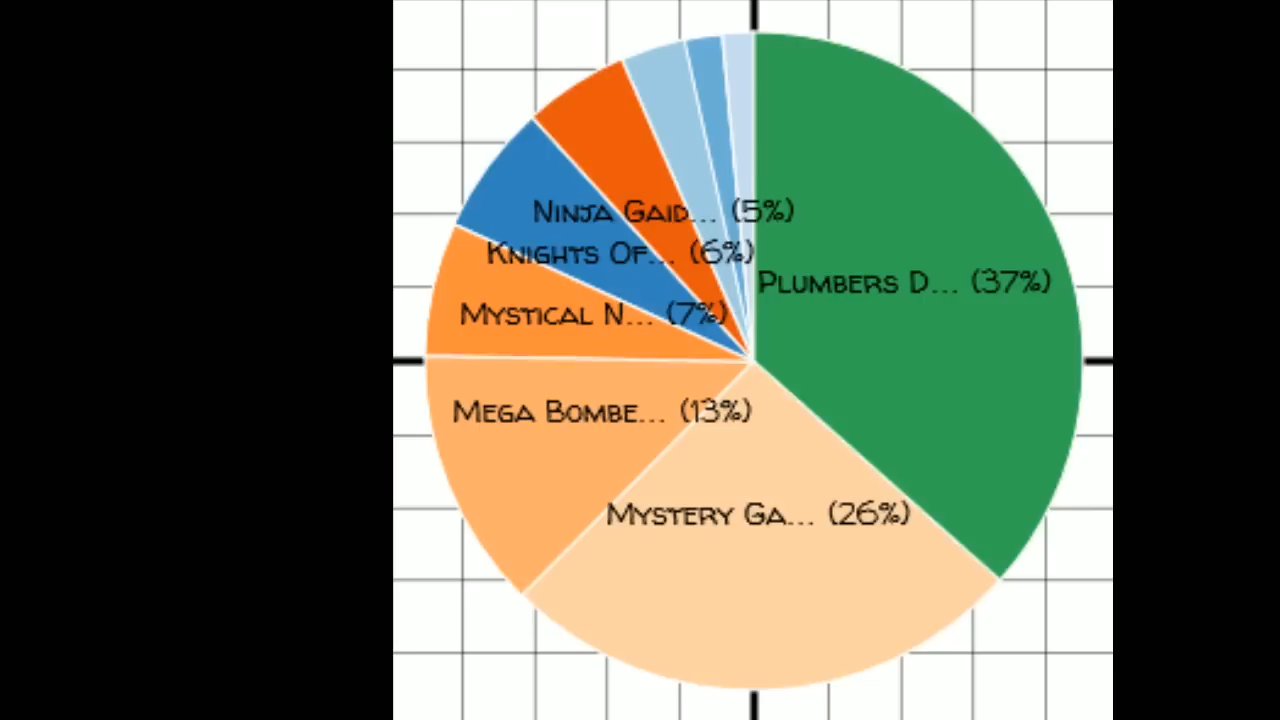 Ninja Gaid... (5%)
Knights Of... (6%)
Plumbers D... (37%)
Mystical N... (7%)
Mega Bombe... (13%)
Mystery Ga... (26%)